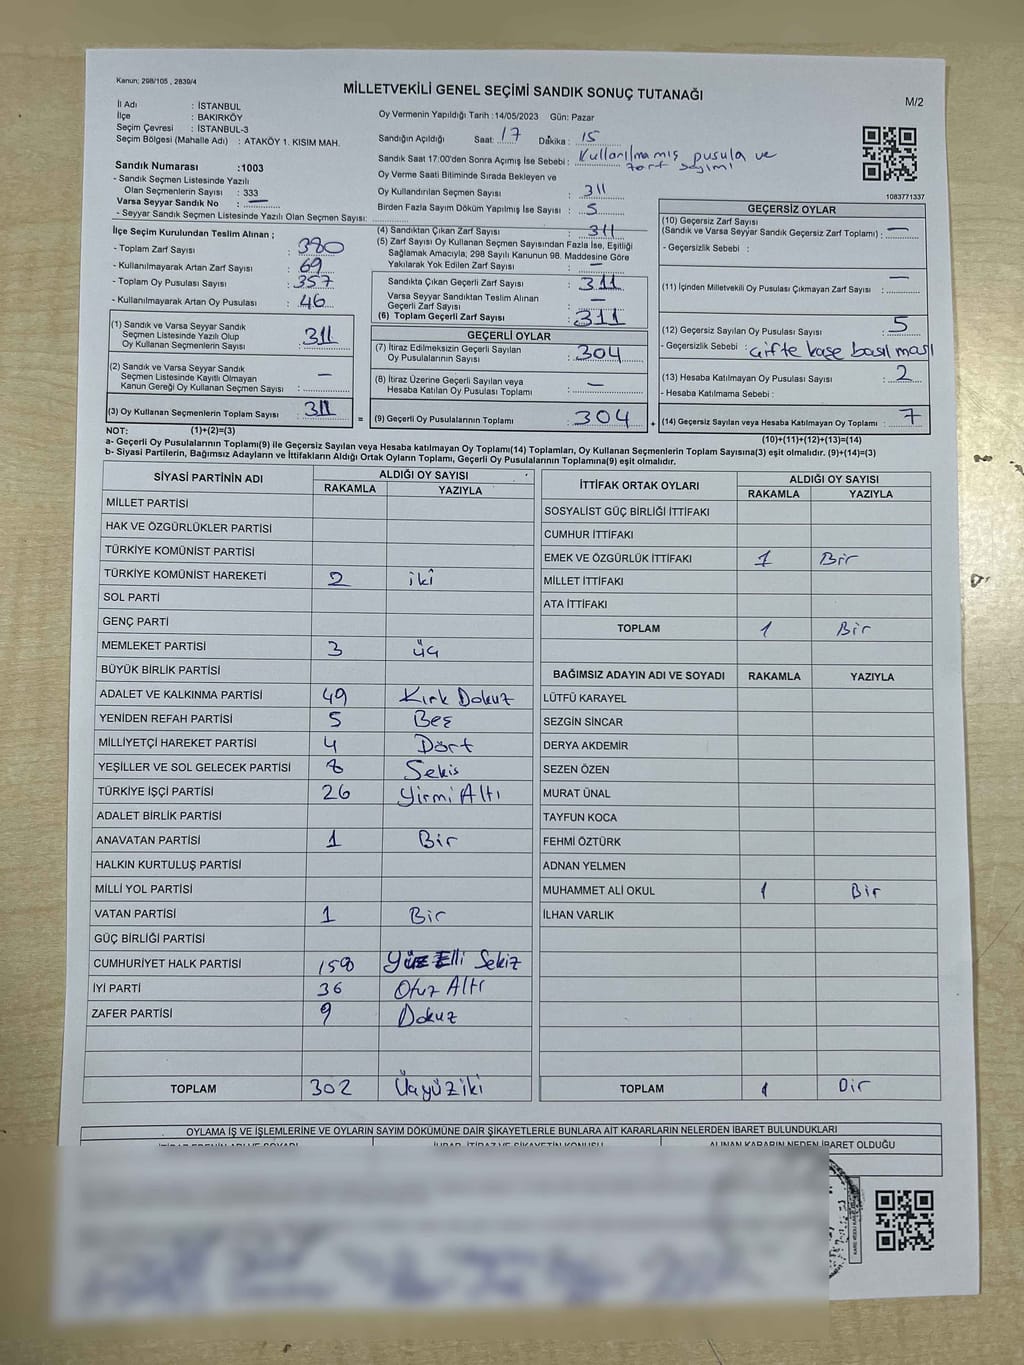 Kanun: 298/105 , 2839/4
MİLLETVEKİLİ GENEL SEÇİMİ SANDIK SONUÇ TUTANAĞI
M/2
İl Adı : İSTANBUL
İlçe : BAKIRKÖY
Seçim Çevresi : İSTANBUL-3
Seçim Bölgesi (Mahalle Adı) : ATAKÖY 1. KISIM MAH.
Sandık Numarası :1003
- Sandık Seçmen Listesinde Yazılı
Olan Seçmenlerin Sayısı : 333
Varsa Seyyar Sandık No : —
- Seyyar Sandık Seçmen Listesinde Yazılı Olan Seçmen Sayısı:
Oy Vermenin Yapıldığı Tarih :14/05/2023 Gün: Pazar
Sandığın Açıldığı Saat: 17 Dakika : 15
Sandık Saat 17:00'den Sonra Açımış İse Sebebi : Kullanılmamış pusula ve
zarf sayımı
Oy Verme Saati Bitiminde Sırada Bekleyen ve
Oy Kullandırılan Seçmen Sayısı : 311
Birden Fazla Sayım Döküm Yapılmış İse Sayısı : 5
1083771337
İlçe Seçim Kurulundan Teslim Alınan ;
- Toplam Zarf Sayısı : 380
- Kullanılmayarak Artan Zarf Sayısı : 69
- Toplam Oy Pusulası Sayısı : 357
- Kullanılmayarak Artan Oy Pusulası : 46
(1) Sandık ve Varsa Seyyar Sandık
Seçmen Listesinde Yazılı Olup
Oy Kullanan Seçmenlerin Sayısı : 311
(2) Sandık ve Varsa Seyyar Sandık
Seçmen Listesinde Kayıtlı Olmayan
Kanun Gereği Oy Kullanan Seçmen Sayısı : —
(3) Oy Kullanan Seçmenlerin Toplam Sayısı : 311 =
(4) Sandıktan Çıkan Zarf Sayısı : 311
(5) Zarf Sayısı Oy Kullanan Seçmen Sayısından Fazla İse, Eşitliği
Sağlamak Amacıyla; 298 Sayılı Kanunun 98. Maddesine Göre
Yakılarak Yok Edilen Zarf Sayısı : —
Sandıkta Çıkan Geçerli Zarf Sayısı : 311
Varsa Seyyar Sandıktan Teslim Alınan
Geçerli Zarf Sayısı : —
(6) Toplam Geçerli Zarf Sayısı : 311
GEÇERLİ OYLAR
(7) İtiraz Edilmeksizin Geçerli Sayılan
Oy Pusulalarının Sayısı : 304
(8) İtiraz Üzerine Geçerli Sayılan veya
Hesaba Katılan Oy Pusulası Toplamı : —
(9) Geçerli Oy Pusulalarının Toplamı : 304 +
GEÇERSİZ OYLAR
(10) Geçersiz Zarf Sayısı
(Sandık ve Varsa Seyyar Sandık Geçersiz Zarf Toplamı) : —
- Geçersizlik Sebebi :
(11) İçinden Milletvekili Oy Pusulası Çıkmayan Zarf Sayısı : —
(12) Geçersiz Sayılan Oy Pusulası Sayısı : 5
- Geçersizlik Sebebi : Çifte kaşe basılması
(13) Hesaba Katılmayan Oy Pusulası Sayısı : 2
- Hesaba Katılmama Sebebi :
(14) Geçersiz Sayılan veya Hesaba Katılmayan Oy Toplamı : 7
NOT: (1)+(2)=(3) (10)+(11)+(12)+(13)=(14)
a- Geçerli Oy Pusulalarının Toplamı(9) ile Geçersiz Sayılan veya Hesaba katılmayan Oy Toplamı(14) Toplamları, Oy Kullanan Seçmenlerin Toplam Sayısına(3) eşit olmalıdır. (9)+(14)=(3)
b- Siyasi Partilerin, Bağımsız Adayların ve İttifakların Aldığı Ortak Oyların Toplamı, Geçerli Oy Pusulalarının Toplamına(9) eşit olmalıdır.
SİYASİ PARTİNİN ADI ALDIĞI OY SAYISI
RAKAMLA YAZIYLA
MİLLET PARTİSİ
HAK VE ÖZGÜRLÜKLER PARTİSİ
TÜRKİYE KOMÜNİST PARTİSİ
TÜRKİYE KOMÜNİST HAREKETİ 2 iki
SOL PARTİ
GENÇ PARTİ
MEMLEKET PARTİSİ 3 üç
BÜYÜK BİRLİK PARTİSİ
ADALET VE KALKINMA PARTİSİ 49 Kırk Dokuz
YENİDEN REFAH PARTİSİ 5 Beş
MİLLİYETÇİ HAREKET PARTİSİ 4 Dört
YEŞİLLER VE SOL GELECEK PARTİSİ 8 Sekis
TÜRKİYE İŞÇİ PARTİSİ 26 Yirmi Altı
ADALET BİRLİK PARTİSİ
ANAVATAN PARTİSİ 1 Bir
HALKIN KURTULUŞ PARTİSİ
MİLLİ YOL PARTİSİ
VATAN PARTİSİ 1 Bir
GÜÇ BİRLİĞİ PARTİSİ
CUMHURİYET HALK PARTİSİ 158 Yüz Elli Sekiz
İYİ PARTİ 36 Otuz Altı
ZAFER PARTİSİ 9 Dokuz
TOPLAM 302 Üçyüziki
İTTİFAK ORTAK OYLARI ALDIĞI OY SAYISI
RAKAMLA YAZIYLA
SOSYALİST GÜÇ BİRLİĞİ İTTİFAKI
CUMHUR İTTİFAKI
EMEK VE ÖZGÜRLÜK İTTİFAKI 1 Bir
MİLLET İTTİFAKI
ATA İTTİFAKI
TOPLAM 1 Bir
BAĞIMSIZ ADAYIN ADI VE SOYADI RAKAMLA YAZIYLA
LÜTFÜ KARAYEL
SEZGİN SİNCAR
DERYA AKDEMİR
SEZEN ÖZEN
MURAT ÜNAL
TAYFUN KOCA
FEHMİ ÖZTÜRK
ADNAN YELMEN
MUHAMMET ALİ OKUL 1 Bir
İLHAN VARLIK
TOPLAM 1 Bir
OYLAMA İŞ VE İŞLEMLERİNE VE OYLARIN SAYIM DÖKÜMÜNE DAİR ŞİKAYETLERLE BUNLARA AİT KARARLARIN NELERDEN İBARET BULUNDUKLARI
ALINAN KARARIN NEDEN İBARET OLDUĞU